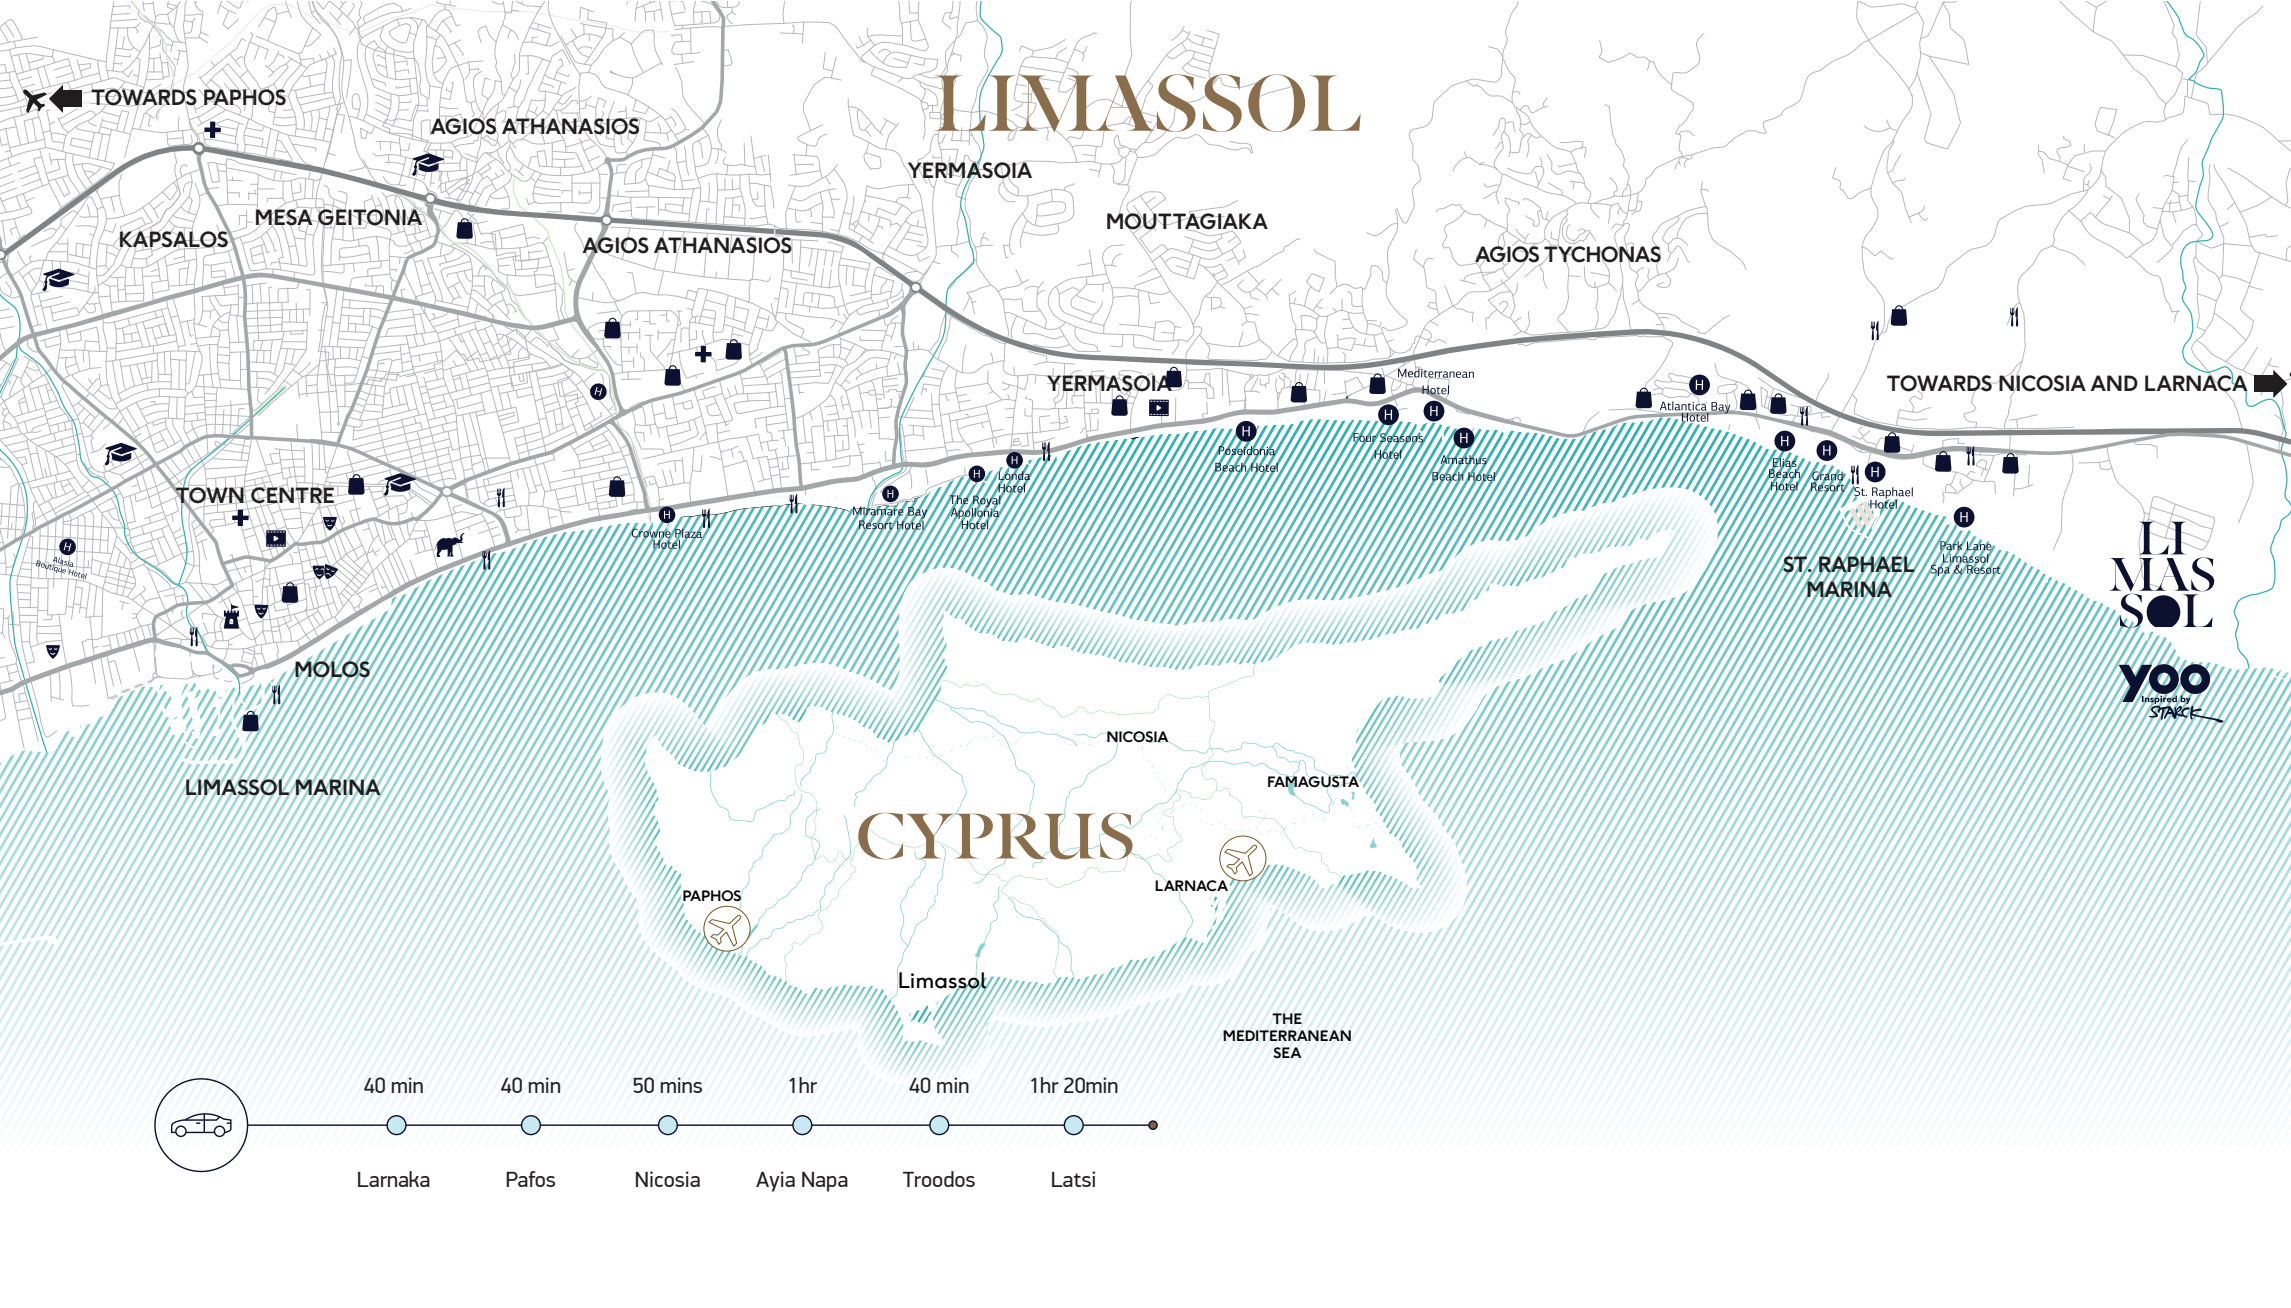 LIMASSOL
TOWARDS PAPHOS
AGIOS ATHANASIOS
YERMASOIA
MESA GEITONIA
KAPSALOS
AGIOS ATHANASIOS
MOUTTAGIAKA
AGIOS TYCHONAS
YERMASOIA
Mediterranean
Hotel
TOWARDS NICOSIA AND LARNACA
H
Atlantica Bay
Hotel
H
H
H
Four Seasons
Hotel
H
Amathus
Beach Hotel
H
Poseidonia
Beach Hotel
H
Elias
Beach
Hotel
H
Grand
Resort
H
St. Raphael
Hotel
H
Londa
Hotel
H
The Royal
Apollonia
Hotel
H
Miramare Bay
Resort Hotel
TOWN CENTRE
H
Crowne Plaza
Hotel
H
Park Lane
Limassol
Spa & Resort
H
Alasia
Boutique Hotel
ST. RAPHAEL
MARINA
LI
MAS
SOL
yoo
Inspired by
STARCK
MOLOS
LIMASSOL MARINA
NICOSIA
FAMAGUSTA
CYPRUS
LARNACA
PAPHOS
Limassol
THE
MEDITERRANEAN
SEA
40 min
40 min
50 mins
1hr
40 min
1hr 20min
Larnaka
Pafos
Nicosia
Ayia Napa
Troodos
Latsi